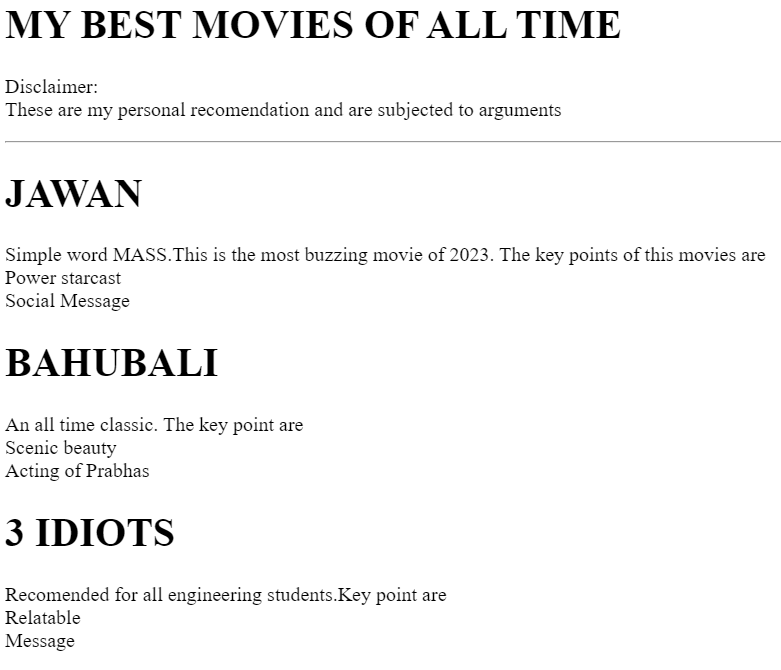 MY BEST MOVIES OF ALL TIME
Disclaimer:
These are my personal recomendation and are subjected to arguments
JAWAN
Simple word MASS.This is the most buzzing movie of 2023. The key points of this movies are
Power starcast
Social Message
BAHUBALI
An all time classic. The key point are
Scenic beauty
Acting of Prabhas
3 IDIOTS
Recomended for all engineering students.Key point are
Relatable
Message